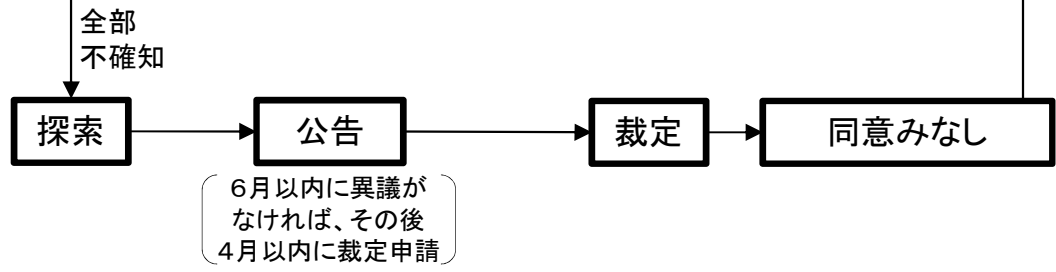 全部
不確知
探索
公告
裁定
同意みなし
６月以内に異議が
なければ、その後
４月以内に裁定申請